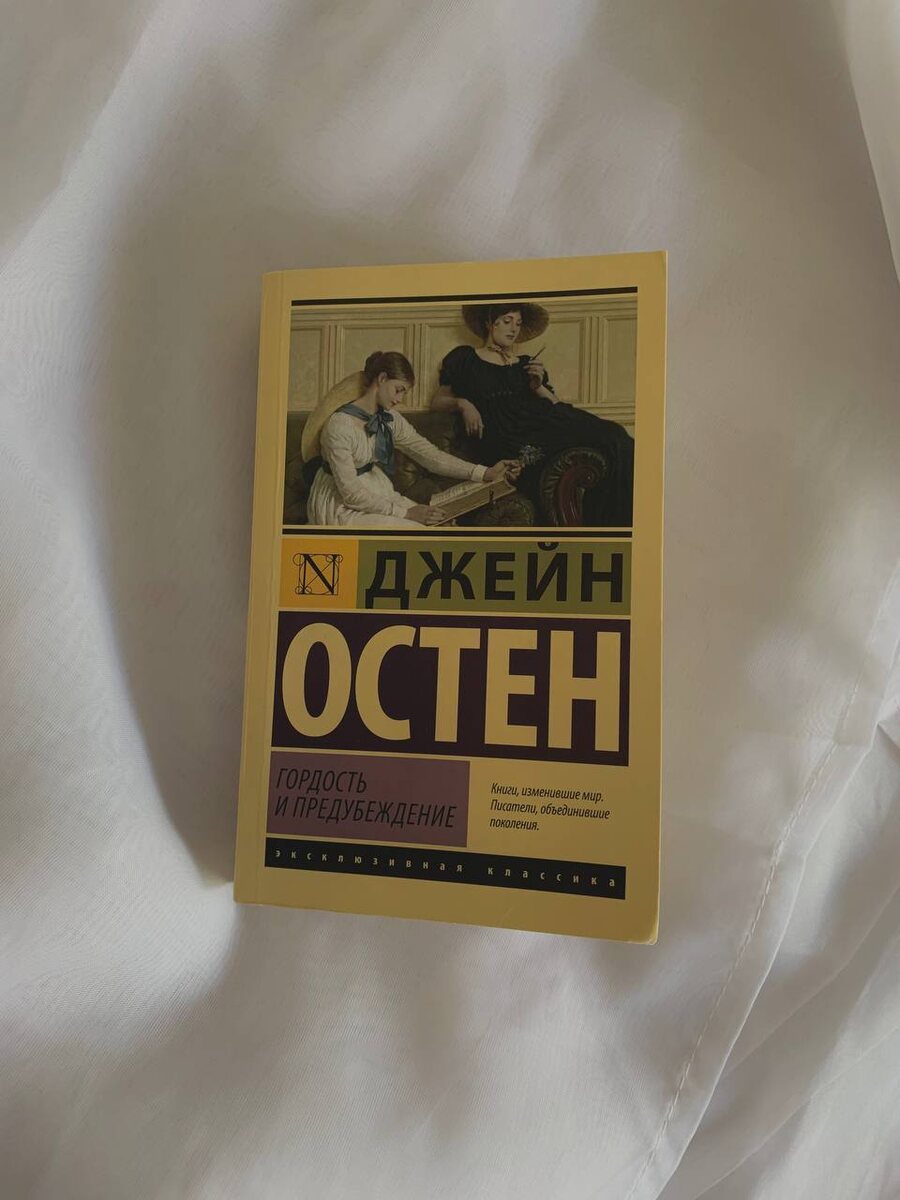 N
ДЖЕЙН
ОСТЕН
ГОРДОСТЬ
И ПРЕДУБЕЖДЕНИЕ
Книги, изменившие мир.
Писатели, объединившие
поколения.
эксклюзивная классика